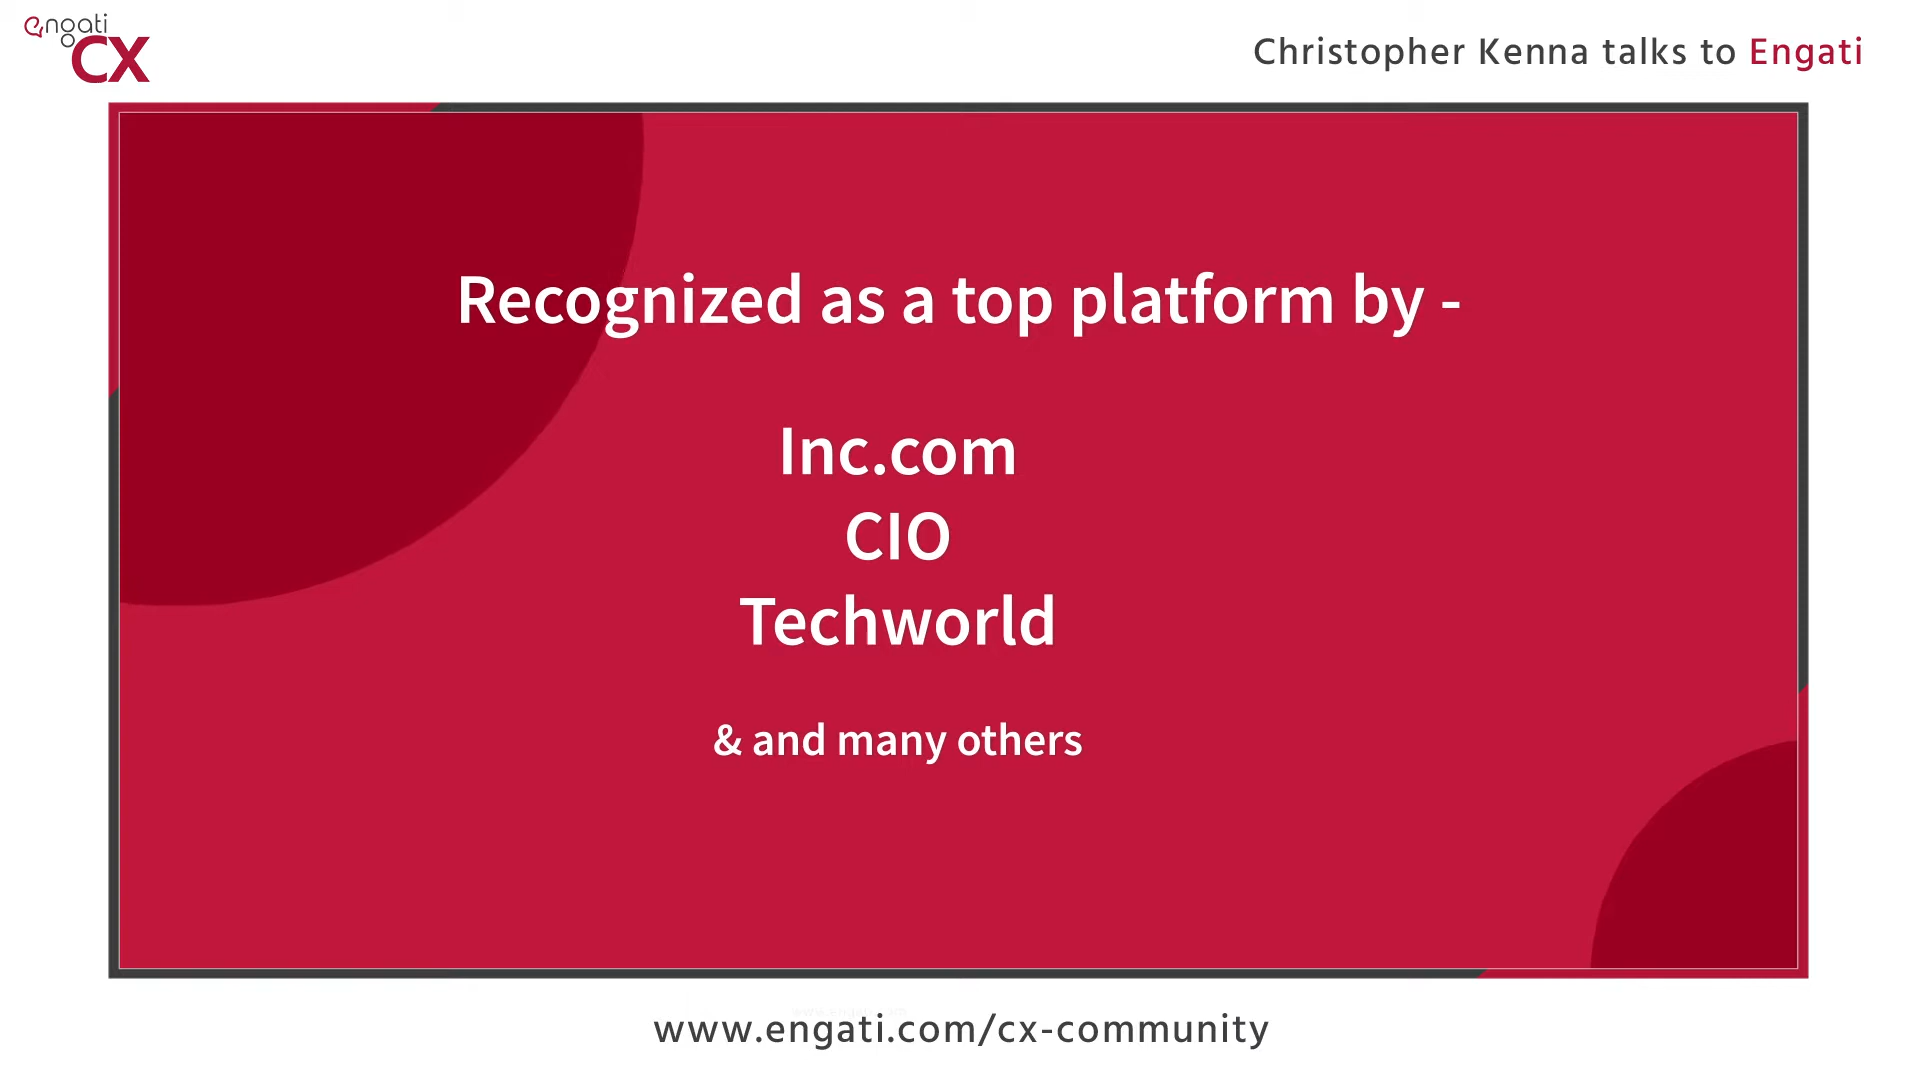 engati
CX
Christopher Kenna talks to Engati
Recognized as a top platform by -
Inc.com
CIO
Techworld
& and many others
www.engati.com/cx-community